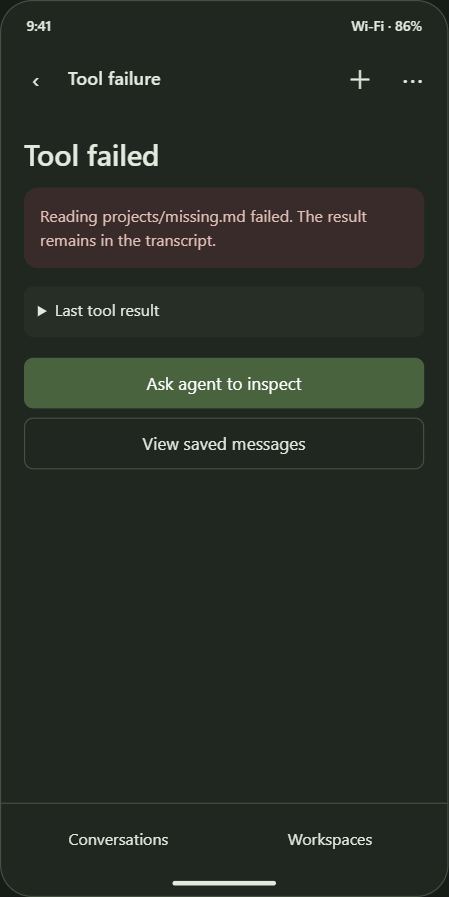 9:41
Wi-Fi · 86%
‹ Tool failure + ...
Tool failed
Reading projects/missing.md failed. The result
remains in the transcript.
▶ Last tool result
Ask agent to inspect
View saved messages
Conversations
Workspaces